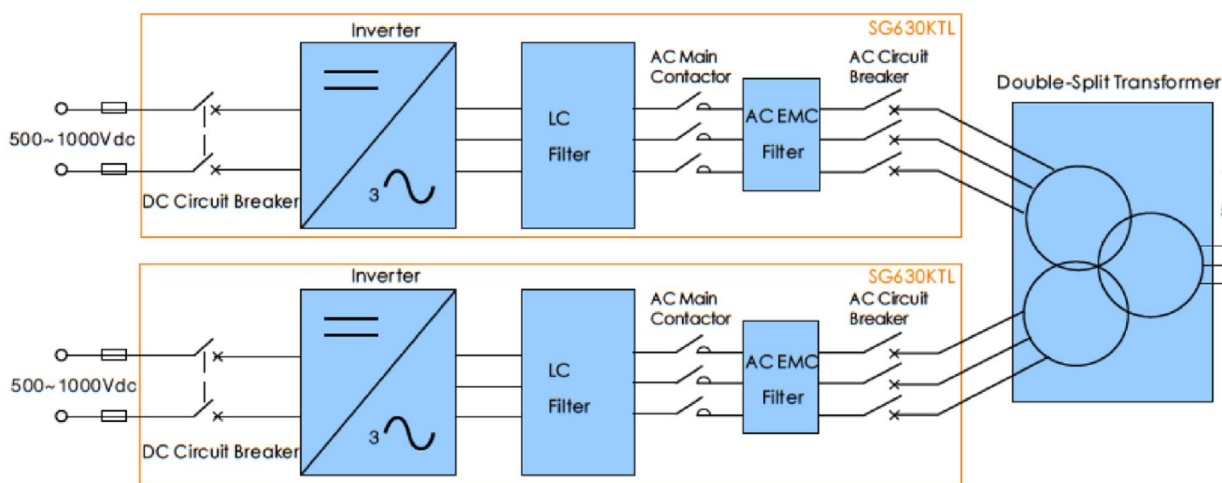 Inverter
SG630KTL
AC Main
Contactor
AC Circuit
Breaker
Double-Split Transformer
LC
Filter
AC EMC
Filter
500~1000Vdc
3
DC Circuit Breaker
Inverter
SG630KTL
AC Main
Contactor
AC Circuit
Breaker
LC
Filter
AC EMC
Filter
500~1000Vdc
3
DC Circuit Breaker